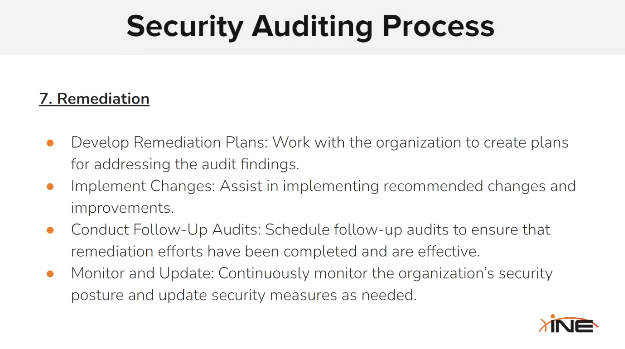 Security Auditing Process
7. Remediation
● Develop Remediation Plans: Work with the organization to create plans
for addressing the audit findings.
● Implement Changes: Assist in implementing recommended changes and
improvements.
● Conduct Follow-Up Audits: Schedule follow-up audits to ensure that
remediation efforts have been completed and are effective.
● Monitor and Update: Continuously monitor the organization's security
posture and update security measures as needed.
INE